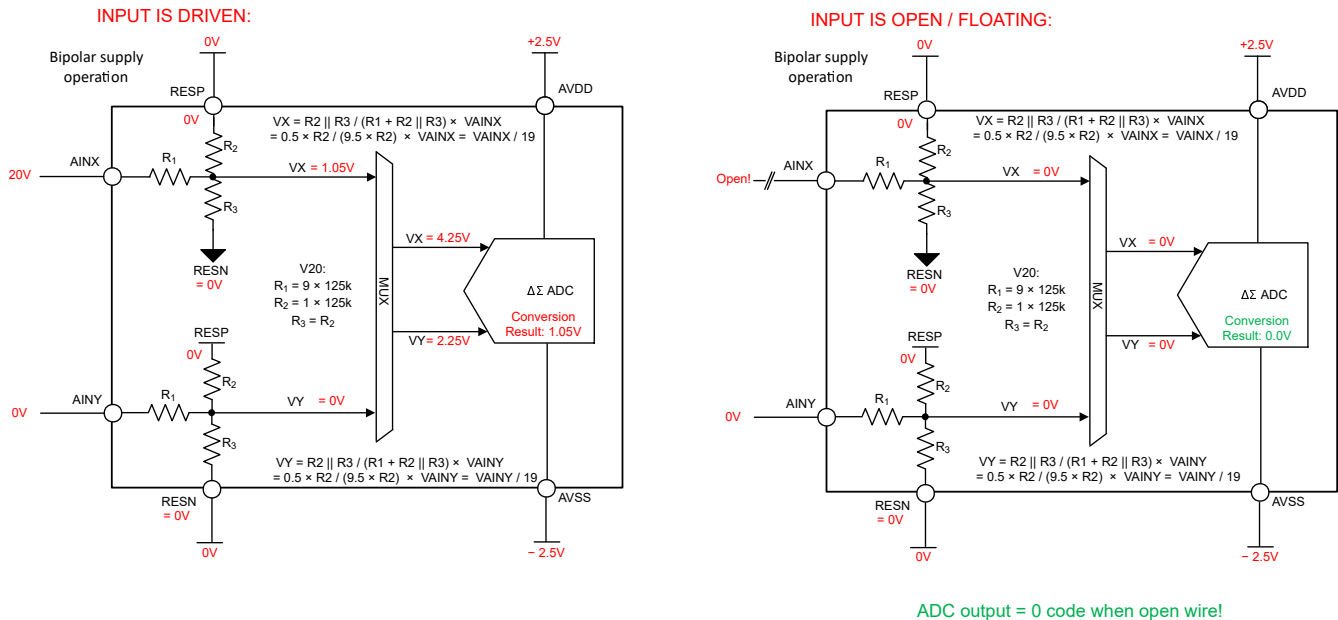 INPUT IS DRIVEN:
Bipolar supply
operation
0V
+2.5V
RESP
AVDD
0V
VX = R2 || R3 / (R1 + R2 || R3) × VAINX
= 0.5 × R2 / (9.5 × R2) × VAINX = VAINX / 19
R2
AINX
R1
20V
VX = 1.05V
R3
RESN
= 0V
VX = 4.25V
V20:
R1 = 9 × 125k
R2 = 1 × 125k
R3 = R2
MUX
ΔΣ ADC
Conversion
Result: 1.05V
VY = 2.25V
RESP
0V
R2
AINY
R1
0V
VY = 0V
R3
VY = R2 || R3 / (R1 + R2 || R3) × VAINY
= 0.5 × R2 / (9.5 × R2) × VAINY = VAINY / 19
RESN
= 0V
AVSS
0V
− 2.5V
INPUT IS OPEN / FLOATING:
Bipolar supply
operation
0V
+2.5V
RESP
AVDD
0V
VX = R2 || R3 / (R1 + R2 || R3) × VAINX
= 0.5 × R2 / (9.5 × R2) × VAINX = VAINX / 19
R2
AINX
R1
Open!
VX = 0V
R3
RESN
= 0V
VX = 0V
V20:
R1 = 9 × 125k
R2 = 1 × 125k
R3 = R2
MUX
ΔΣ ADC
Conversion
Result: 0.0V
VY = 0V
RESP
0V
R2
AINY
R1
0V
VY = 0V
R3
VY = R2 || R3 / (R1 + R2 || R3) × VAINY
= 0.5 × R2 / (9.5 × R2) × VAINY = VAINY / 19
RESN
= 0V
AVSS
0V
− 2.5V
ADC output = 0 code when open wire!